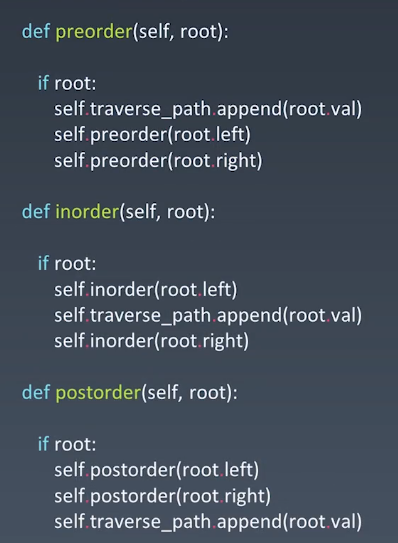 def preorder(self, root):
if root:
self.traverse_path.append(root.val)
self.preorder(root.left)
self.preorder(root.right)
def inorder(self, root):
if root:
self.inorder(root.left)
self.traverse_path.append(root.val)
self.inorder(root.right)
def postorder(self, root):
if root:
self.postorder(root.left)
self.postorder(root.right)
self.traverse_path.append(root.val)